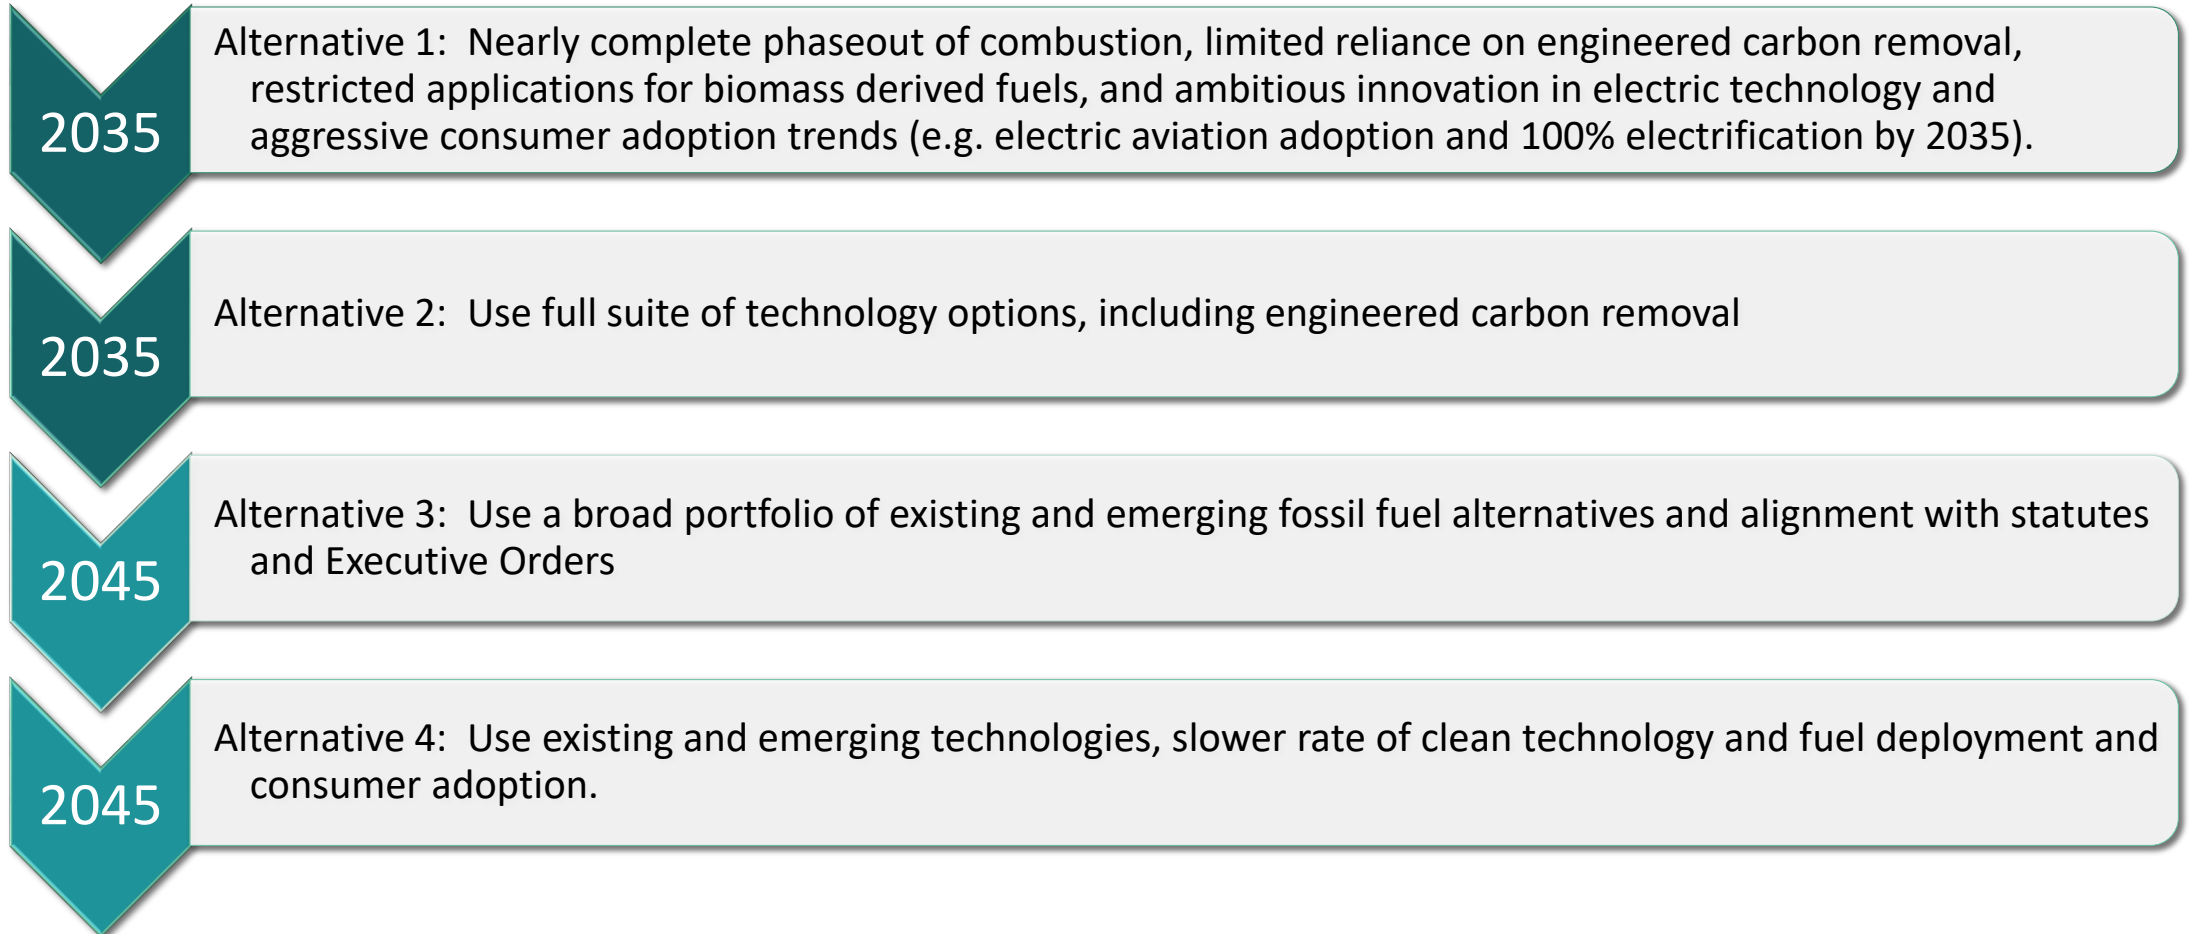 2035
Alternative 1:  Nearly complete phaseout of combustion, limited reliance on engineered carbon removal,
restricted applications for biomass derived fuels, and ambitious innovation in electric technology and
aggressive consumer adoption trends (e.g. electric aviation adoption and 100% electrification by 2035).
2035
Alternative 2:  Use full suite of technology options, including engineered carbon removal
2045
Alternative 3:  Use a broad portfolio of existing and emerging fossil fuel alternatives and alignment with statutes
and Executive Orders
2045
Alternative 4:  Use existing and emerging technologies, slower rate of clean technology and fuel deployment and
consumer adoption.